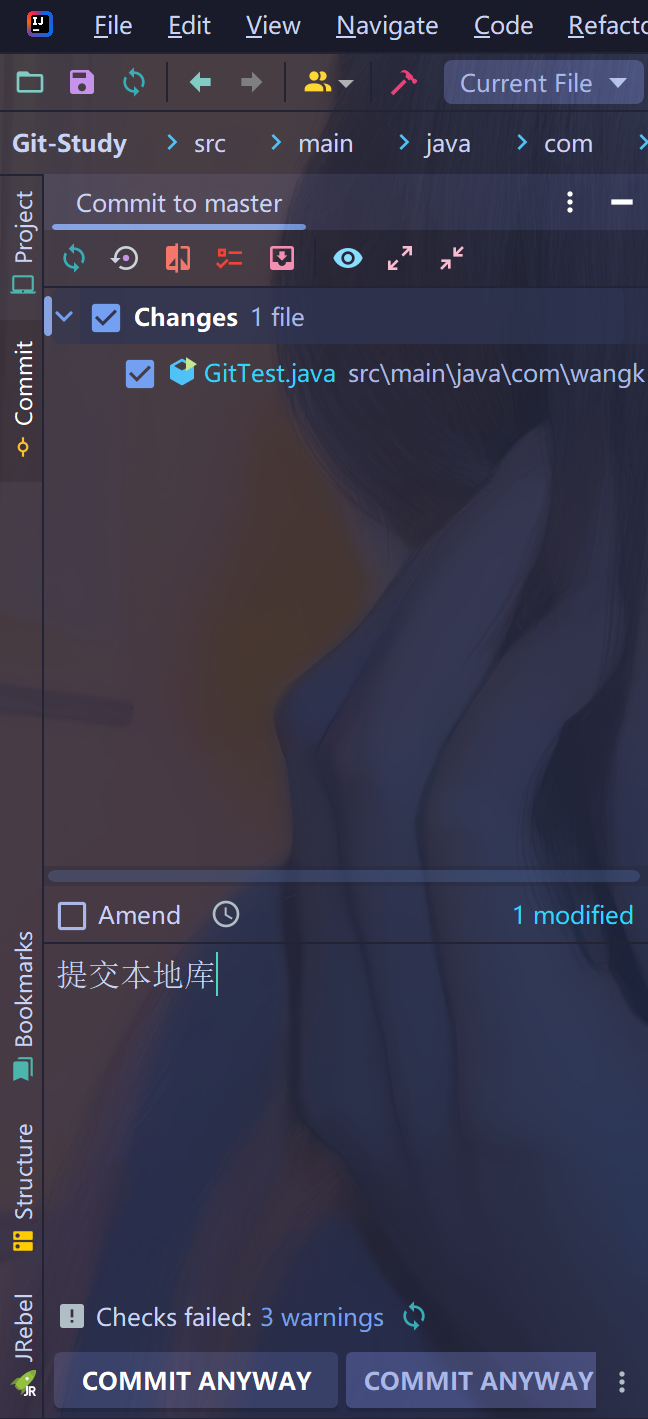 File Edit View Navigate Code Refacto
Current File
Git-Study src main java com
Project
Commit
Bookmarks
Structure
JRebel
Commit to master
Changes 1 file
GitTest.java src\main\java\com\wangk
Amend 1 modified
提交本地库
Checks failed: 3 warnings
COMMIT ANYWAY COMMIT ANYWAY